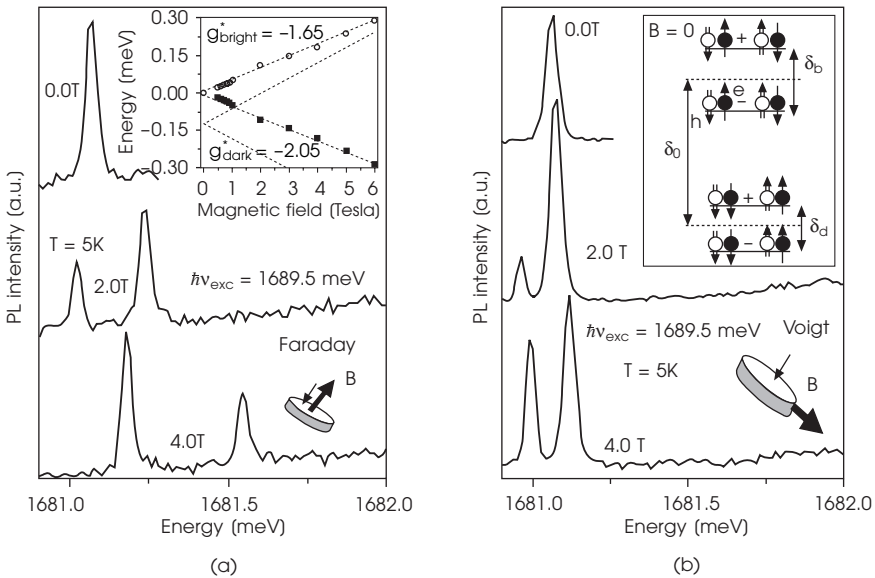 0.30
0.15
0.00
−0.15
−0.30
Energy (meV)
g*bright = −1.65
g*dark = −2.05
0 1 2 3 4 5 6
Magnetic field (Tesla)
0.0T
T = 5K
2.0T
ħνexc = 1689.5 meV
Faraday
B
4.0T
PL intensity (a.u.)
1681.0 1681.5 1682.0
Energy (meV)
(a)
0.0T
B = 0
+
δb
e
−
h
δ0
+
δd
−
2.0 T
ħνexc = 1689.5 meV
Voigt
T = 5K
B
4.0 T
PL intensity (a.u.)
1681.0 1681.5 1682.0
Energy (meV)
(b)